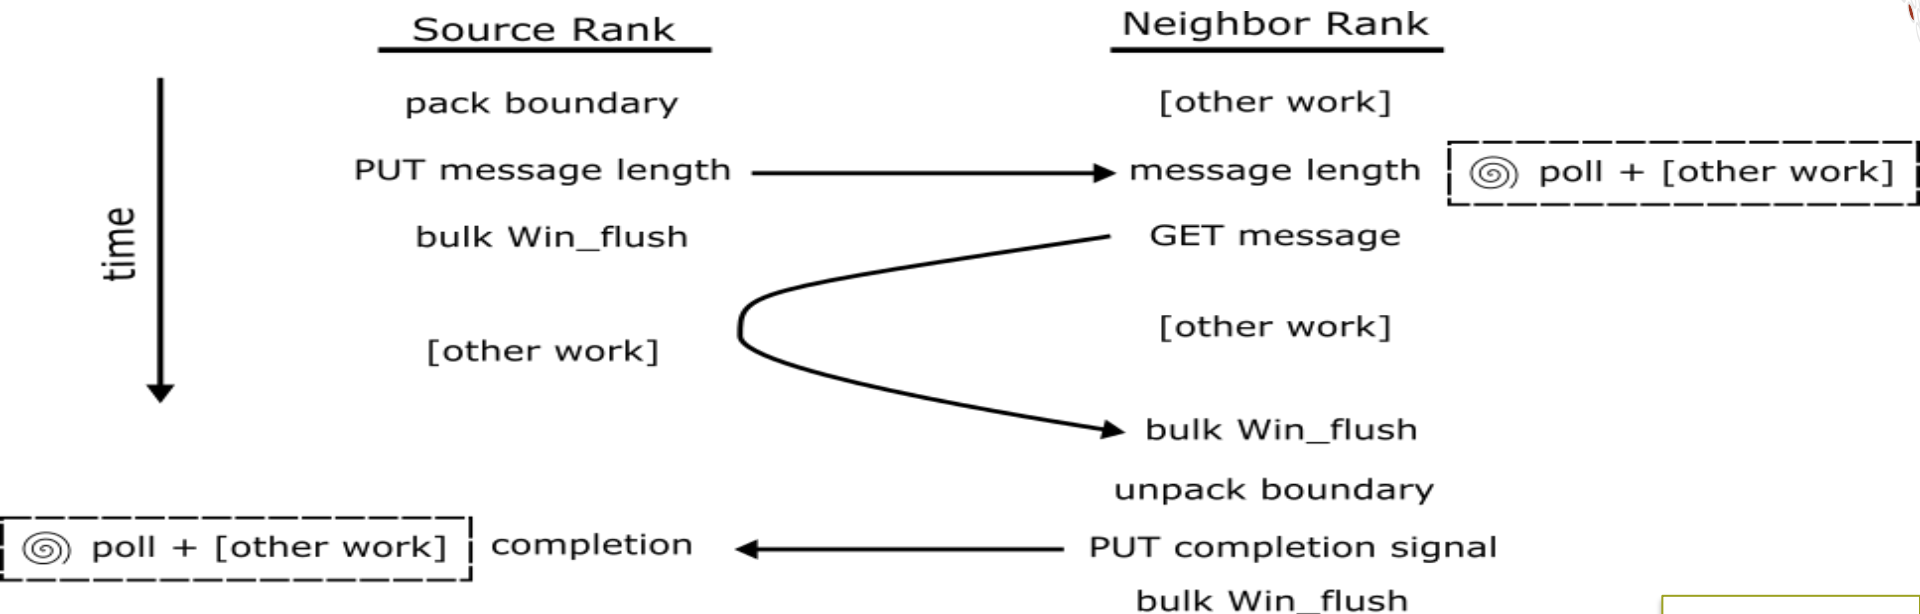 Source Rank
Neighbor Rank
pack boundary
[other work]
PUT message length
message length
poll + [other work]
bulk Win_flush
GET message
time
[other work]
[other work]
bulk Win_flush
unpack boundary
poll + [other work]
completion
PUT completion signal
bulk Win_flush